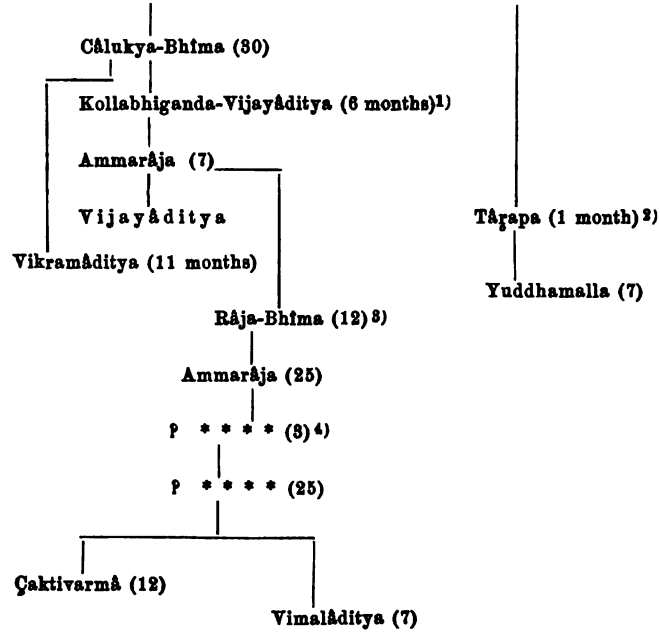 Câlukya-Bhîma (30)
Kollabhiganda-Vijayâditya (6 months)1)
Ammarâja (7)
Vijayâditya
Târapa (1 month) 2)
Vikramâditya (11 months)
Yuddhamalla (7)
Râja-Bhîma (12) 3)
Ammarâja (25)
? * * * * (3) 4)
? * * * * (25)
Çaktivarmâ (12)
Vimalâditya (7)